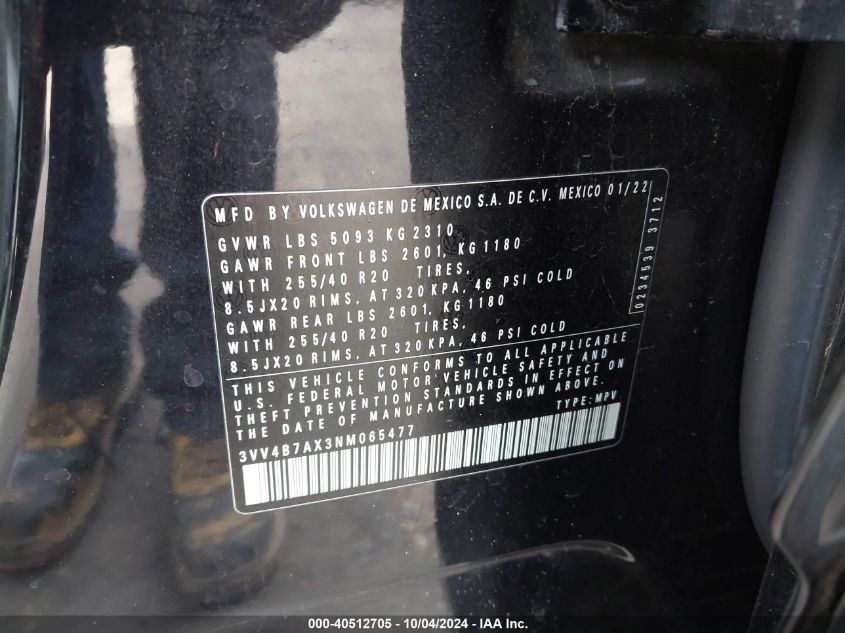 MFD BY VOLKSWAGEN DE MEXICO S.A. DE C.V. MEXICO 01/22
GVWR LBS 5093 KG 2310
GAWR FRONT LBS 2601, KG 1180
WITH 255/40 R20 TIRES,
8.5JX20 RIMS, AT 320 KPA, 46 PSI COLD
GAWR REAR LBS 2601, KG 1180
WITH 255/40 R20 TIRES,
8.5JX20 RIMS, AT 320 KPA, 46 PSI COLD
0234539 3712
THIS VEHICLE CONFORMS TO ALL APPLICABLE
U.S. FEDERAL MOTOR VEHICLE SAFETY AND
THEFT PREVENTION STANDARDS IN EFFECT ON
THE DATE OF MANUFACTURE SHOWN ABOVE.
3VV4B7AX3NM065477 TYPE: MPV
000-40512705 - 10/04/2024 - IAA Inc.